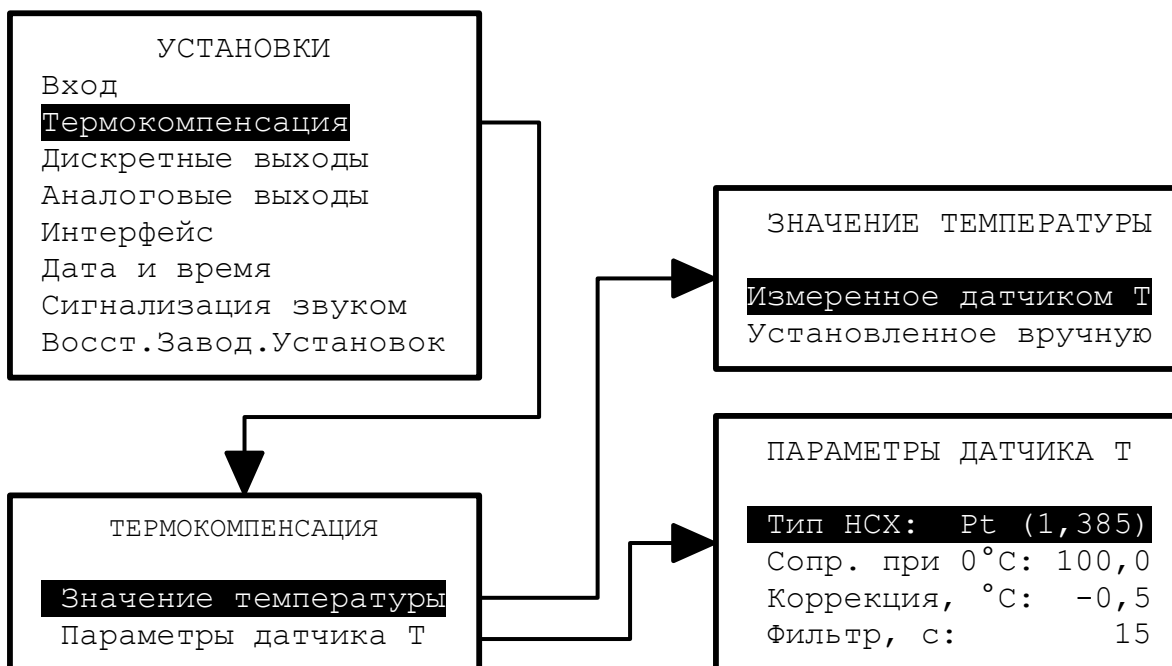 УСТАНОВКИ
Вход
Термокомпенсация
Дискретные выходы
Аналоговые выходы
Интерфейс
Дата и время
Сигнализация звуком
Восст.Завод.Установок
ЗНАЧЕНИЕ ТЕМПЕРАТУРЫ
Измеренное датчиком Т
Установленное вручную
ТЕРМОКОМПЕНСАЦИЯ
Значение температуры
Параметры датчика Т
ПАРАМЕТРЫ ДАТЧИКА Т
Тип НСХ: Pt (1,385)
Сопр. при 0°С: 100,0
Коррекция, °С: -0,5
Фильтр, с: 15